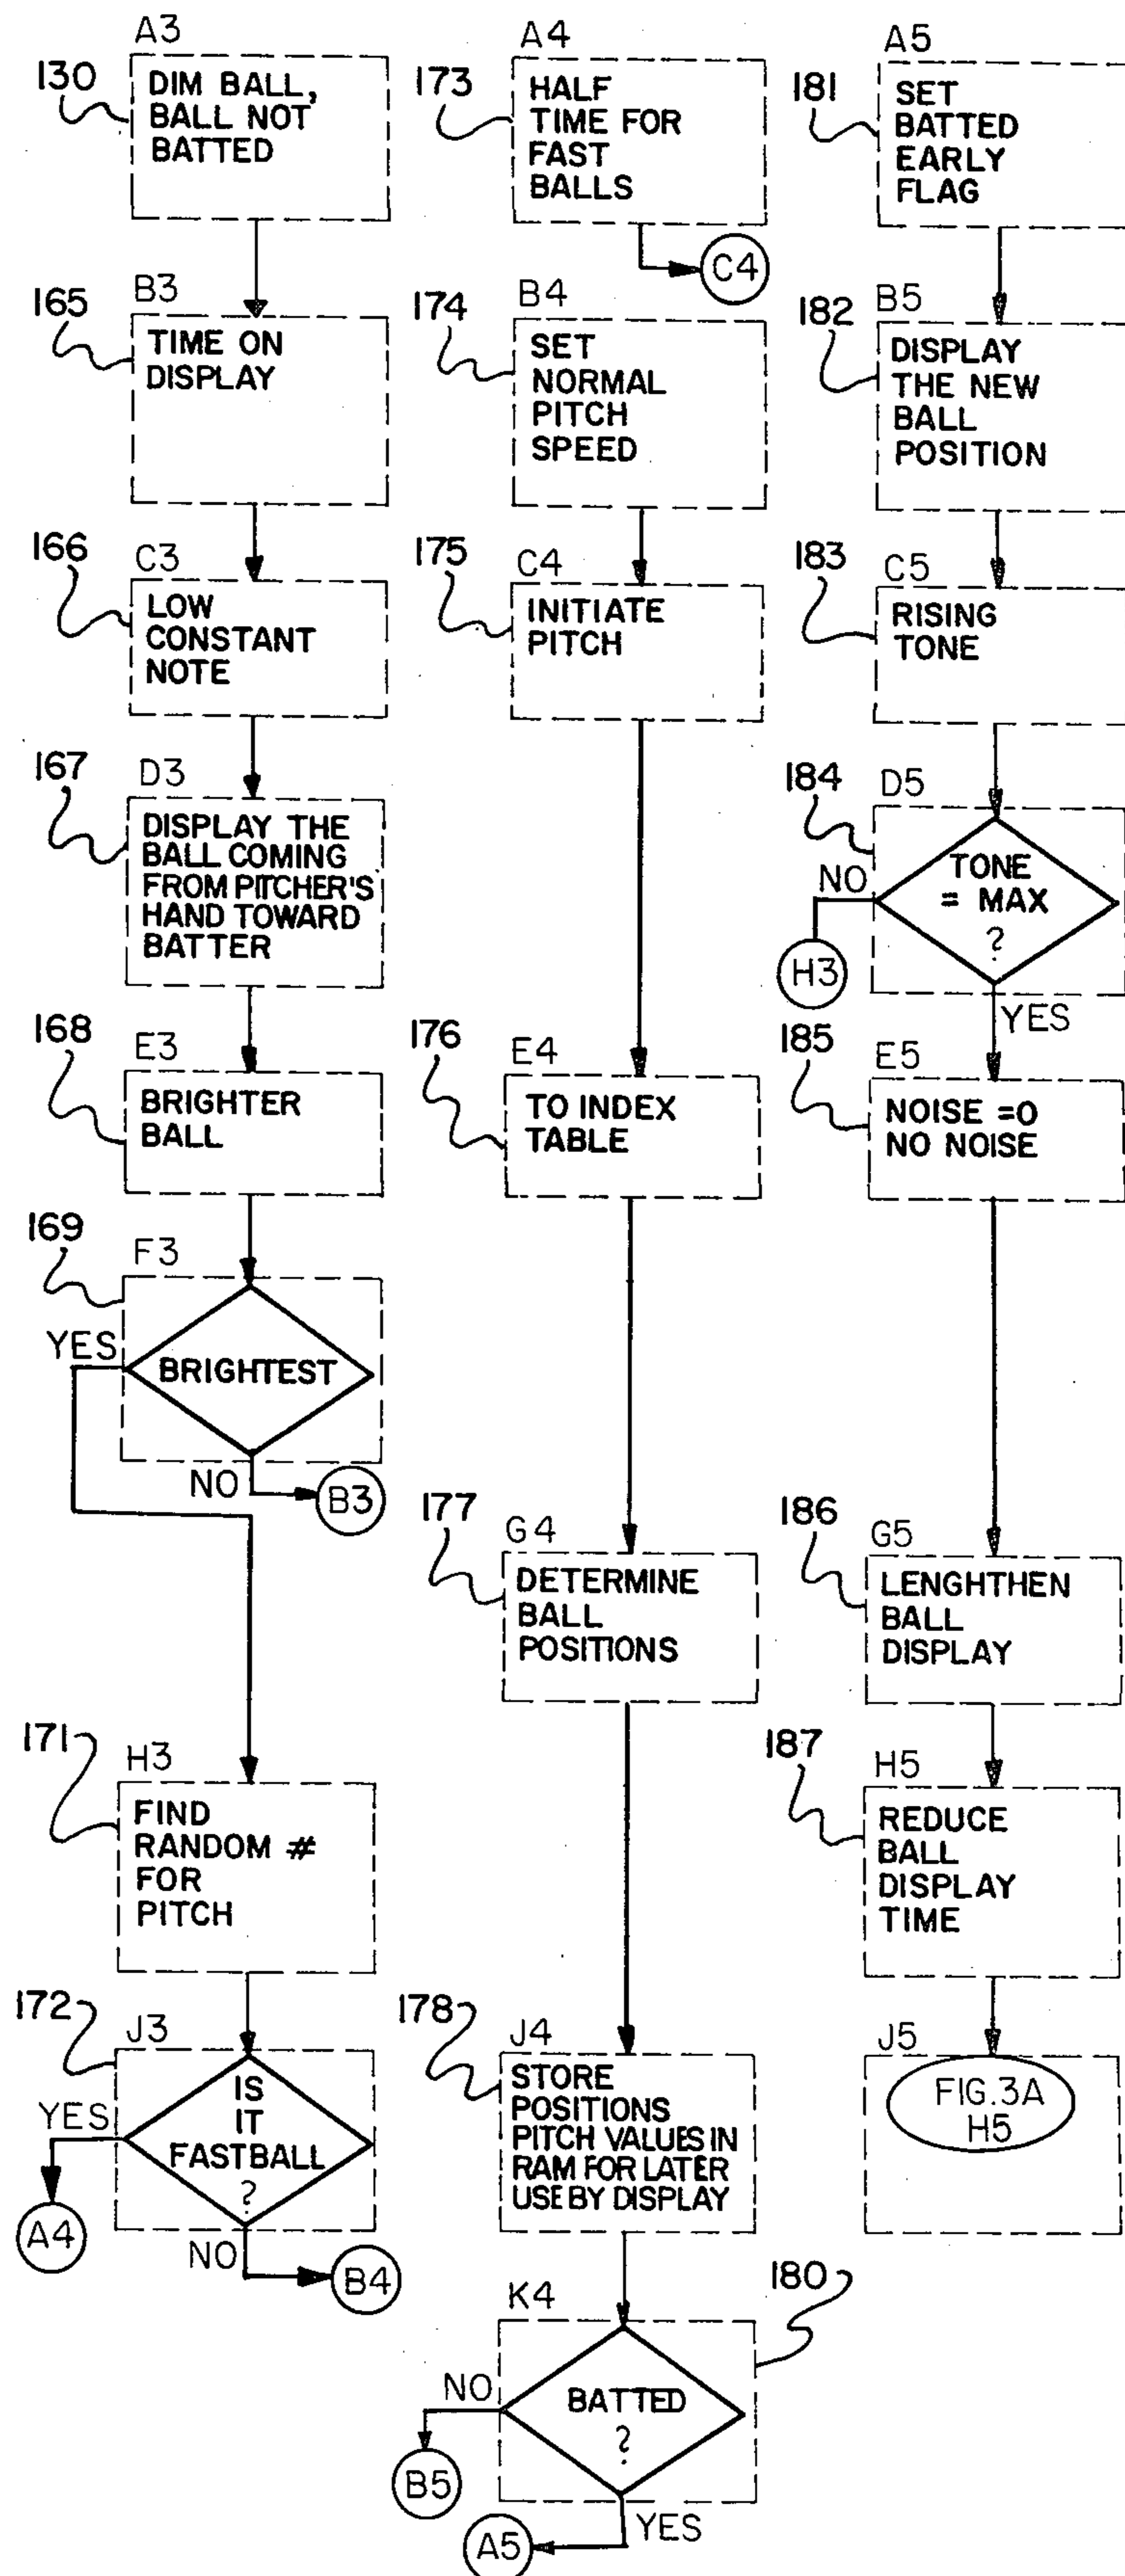 A3
130
DIM BALL,
BALL NOT
BATTED
B3
165
TIME ON
DISPLAY
C3
166
LOW
CONSTANT
NOTE
D3
167
DISPLAY THE
BALL COMING
FROM PITCHER'S
HAND TOWARD
BATTER
E3
168
BRIGHTER
BALL
F3
169
BRIGHTEST
YES
NO
B3
H3
171
FIND
RANDOM #
FOR
PITCH
J3
172
IS
IT
FASTBALL
?
YES
A4
NO
B4
A4
173
HALF
TIME FOR
FAST
BALLS
C4
B4
174
SET
NORMAL
PITCH
SPEED
C4
175
INITIATE
PITCH
E4
176
TO INDEX
TABLE
G4
177
DETERMINE
BALL
POSITIONS
J4
178
STORE
POSITIONS
PITCH VALUES IN
RAM FOR LATER
USE BY DISPLAY
K4
180
BATTED
?
NO
B5
YES
A5
A5
181
SET
BATTED
EARLY
FLAG
B5
182
DISPLAY
THE NEW
BALL
POSITION
C5
183
RISING
TONE
D5
184
TONE
= MAX
?
NO
H3
YES
E5
185
NOISE =0
NO NOISE
G5
186
LENGHTHEN
BALL
DISPLAY
H5
187
REDUCE
BALL
DISPLAY
TIME
J5
FIG.3A
H5